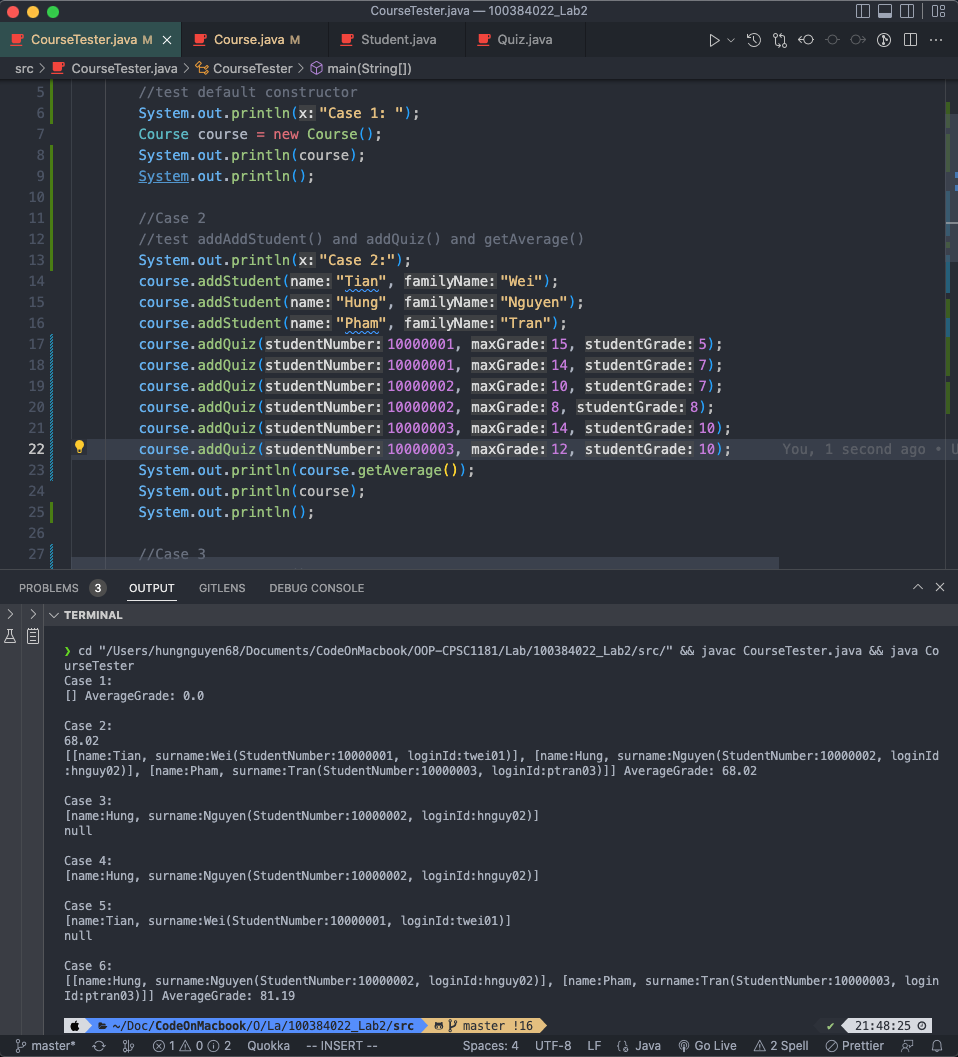 CourseTester.java — 100384022_Lab2
CourseTester.java M
Course.java M
Student.java
Quiz.java
src > CourseTester.java > CourseTester > main(String[])
5 //test default constructor
6 System.out.println(x:"Case 1: ");
7 Course course = new Course();
8 System.out.println(course);
9 System.out.println();
10
11 //Case 2
12 //test addAddStudent() and addQuiz() and getAverage()
13 System.out.println(x:"Case 2:");
14 course.addStudent(name:"Tian", familyName:"Wei");
15 course.addStudent(name:"Hung", familyName:"Nguyen");
16 course.addStudent(name:"Pham", familyName:"Tran");
17 course.addQuiz(studentNumber:10000001, maxGrade:15, studentGrade:5);
18 course.addQuiz(studentNumber:10000001, maxGrade:14, studentGrade:7);
19 course.addQuiz(studentNumber:10000002, maxGrade:10, studentGrade:7);
20 course.addQuiz(studentNumber:10000002, maxGrade:8, studentGrade:8);
21 course.addQuiz(studentNumber:10000003, maxGrade:14, studentGrade:10);
22 course.addQuiz(studentNumber:10000003, maxGrade:12, studentGrade:10); You, 1 second ago • U
23 System.out.println(course.getAverage());
24 System.out.println(course);
25 System.out.println();
26
27 //Case 3
PROBLEMS 3 OUTPUT GITLENS DEBUG CONSOLE
TERMINAL
❯ cd "/Users/hungnguyen68/Documents/CodeOnMacbook/OOP-CPSC1181/Lab/100384022_Lab2/src/" && javac CourseTester.java && java Co
urseTester
Case 1:
[] AverageGrade: 0.0
Case 2:
68.02
[[name:Tian, surname:Wei(StudentNumber:10000001, loginId:twei01)], [name:Hung, surname:Nguyen(StudentNumber:10000002, loginId
:hnguy02)], [name:Pham, surname:Tran(StudentNumber:10000003, loginId:ptran03)]] AverageGrade: 68.02
Case 3:
[name:Hung, surname:Nguyen(StudentNumber:10000002, loginId:hnguy02)]
null
Case 4:
[name:Hung, surname:Nguyen(StudentNumber:10000002, loginId:hnguy02)]
Case 5:
[name:Tian, surname:Wei(StudentNumber:10000001, loginId:twei01)]
null
Case 6:
[[name:Hung, surname:Nguyen(StudentNumber:10000002, loginId:hnguy02)], [name:Pham, surname:Tran(StudentNumber:10000003, login
Id:ptran03)]] AverageGrade: 81.19
~/Doc/CodeOnMacbook/O/La/100384022_Lab2/src master !16 ✔ 21:48:25
master* 1 0 2 Quokka -- INSERT -- Spaces: 4 UTF-8 LF Java Go Live 2 Spell Prettier